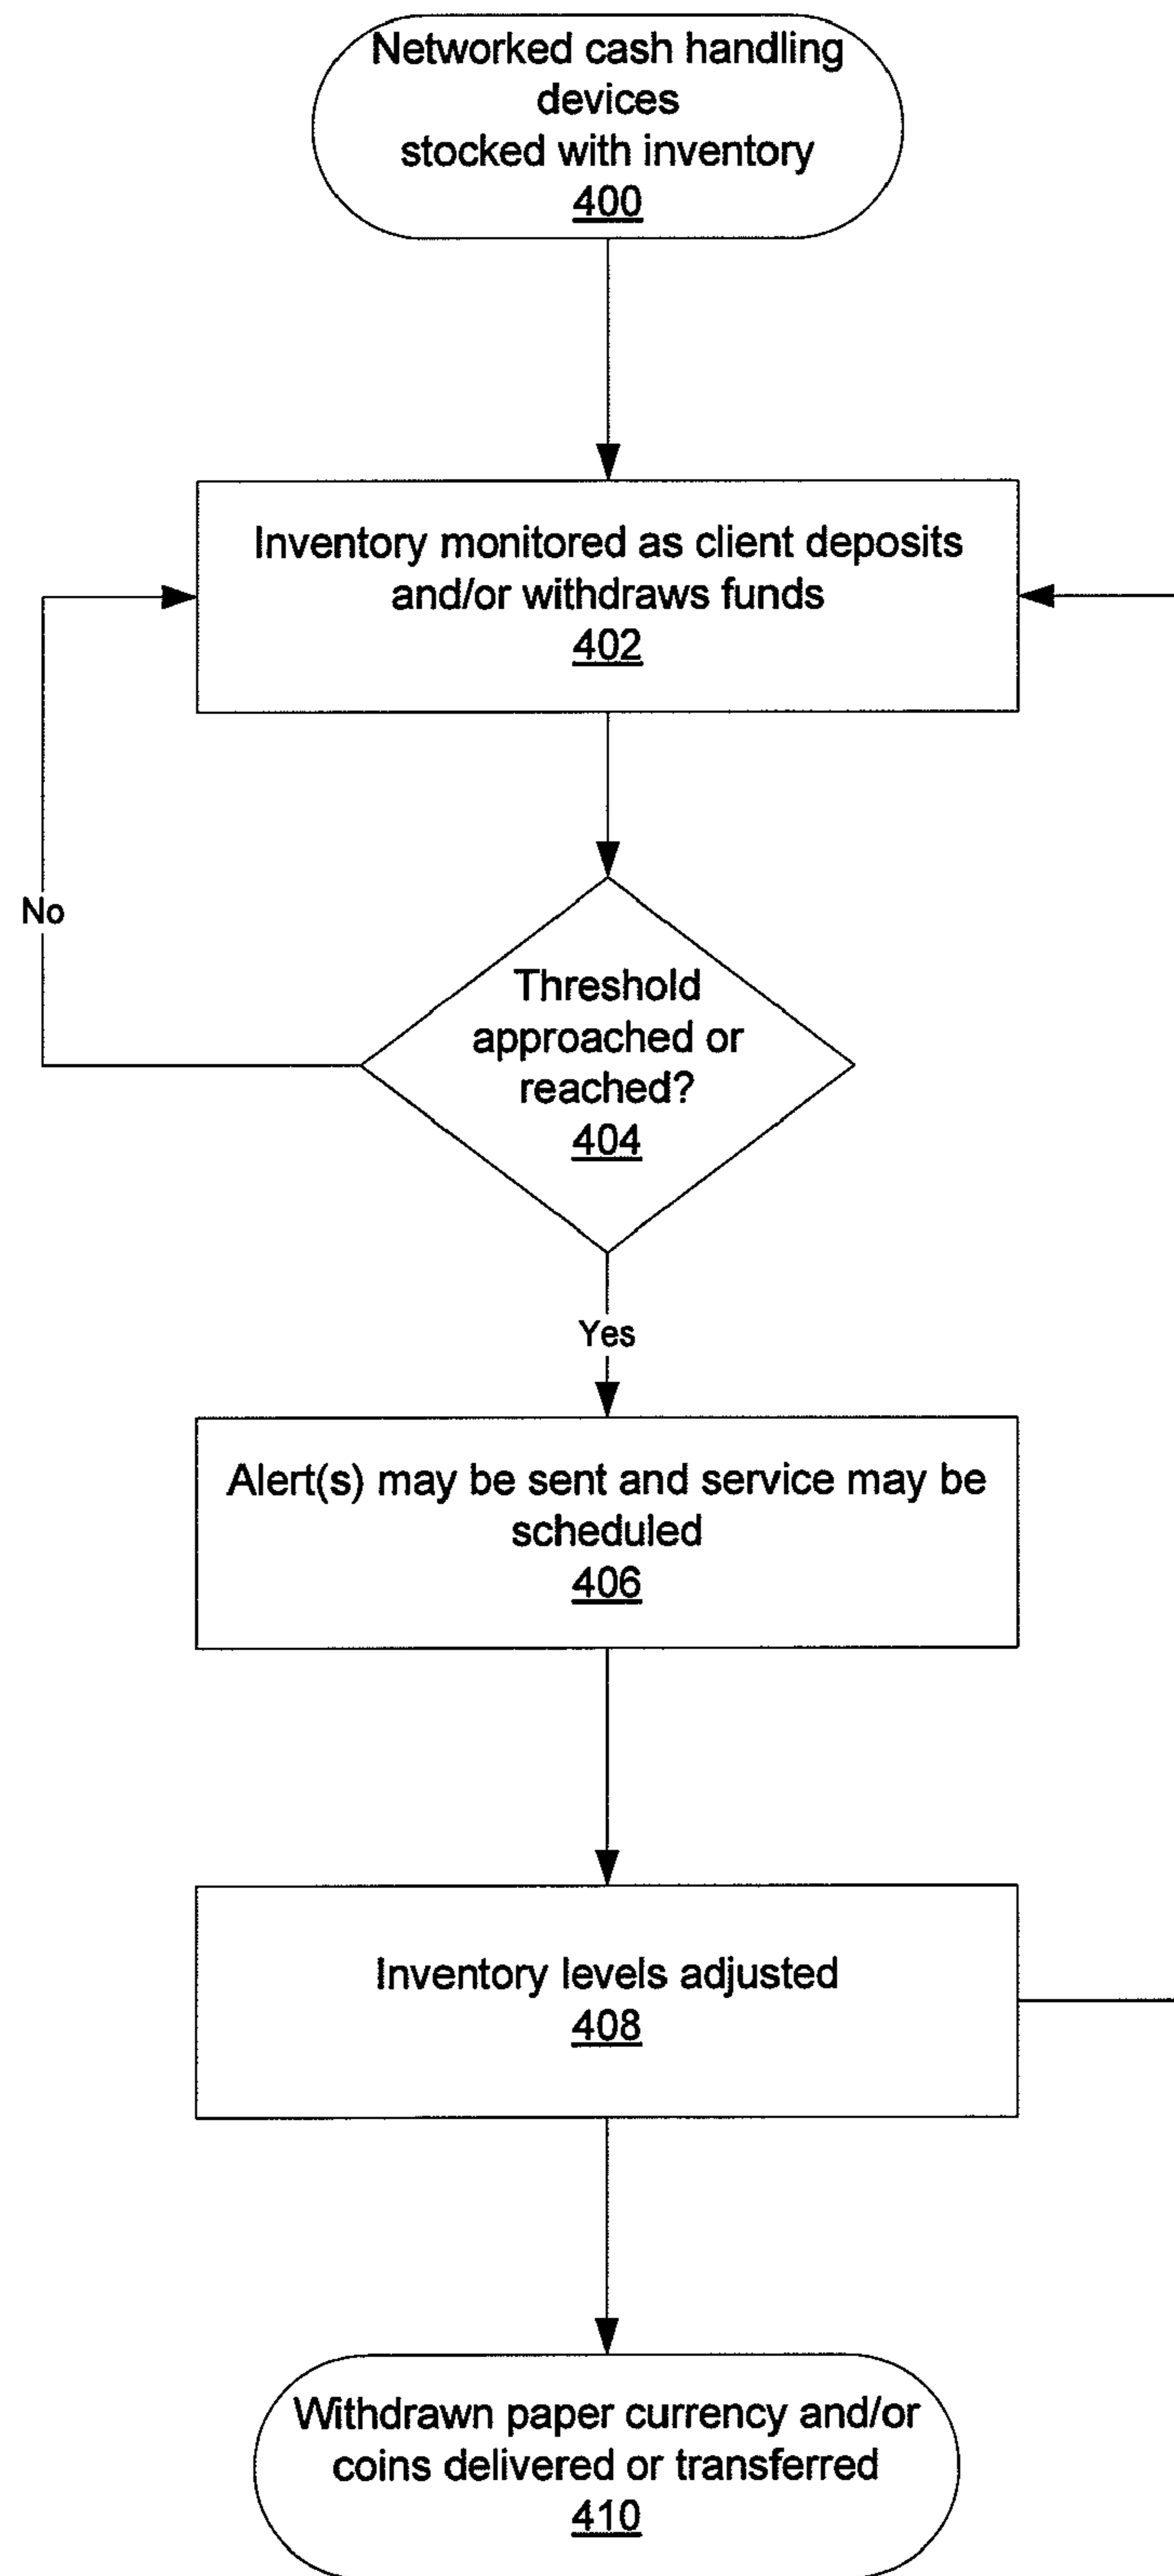 Networked cash handling
devices
stocked with inventory
400
Inventory monitored as client deposits
and/or withdraws funds
402
No
Threshold
approached or
reached?
404
Yes
Alert(s) may be sent and service may be
scheduled
406
Inventory levels adjusted
408
Withdrawn paper currency and/or
coins delivered or transferred
410